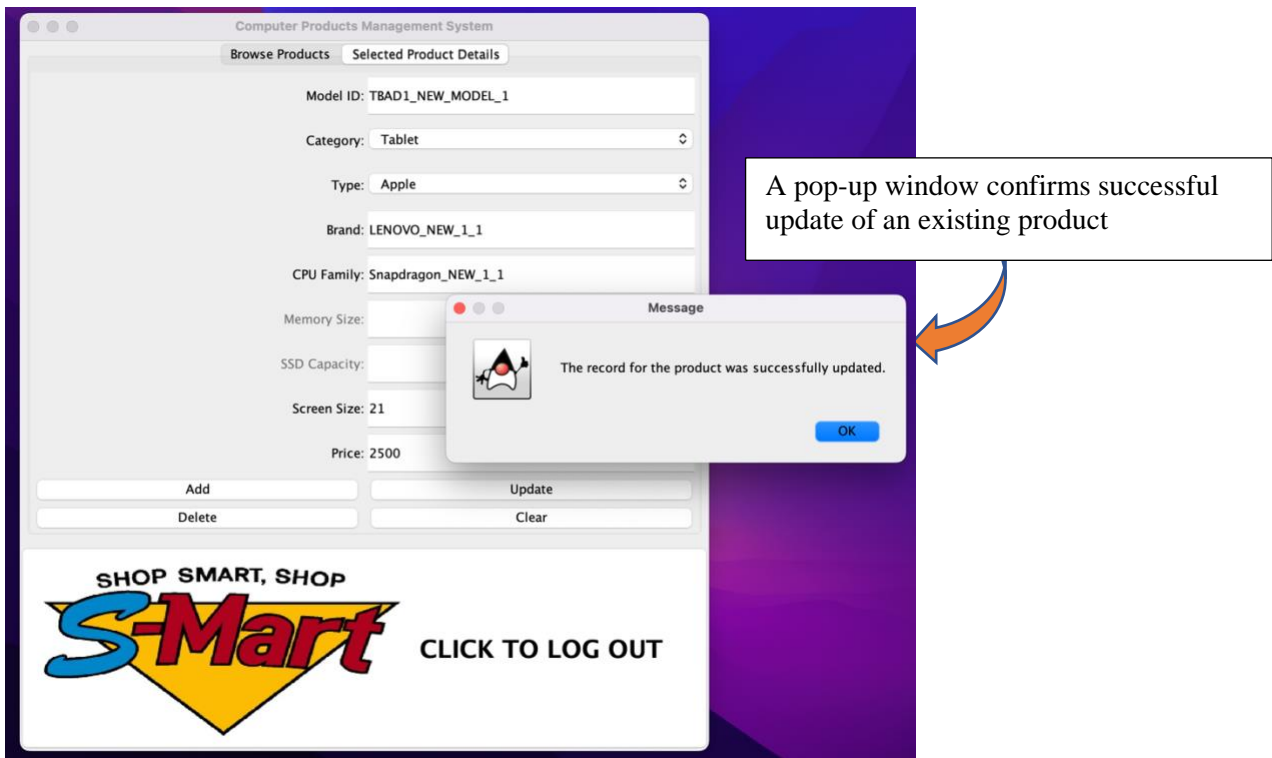 Computer Products Management System
Browse Products Selected Product Details
Model ID: TBAD1_NEW_MODEL_1
Category: Tablet
Type: Apple
Brand: LENOVO_NEW_1_1
CPU Family: Snapdragon_NEW_1_1
Memory Size:
SSD Capacity:
Screen Size: 21
Price: 2500
Add Update
Delete Clear
SHOP SMART, SHOP
S-Mart
CLICK TO LOG OUT
Message
The record for the product was successfully updated.
OK
A pop-up window confirms successful
update of an existing product